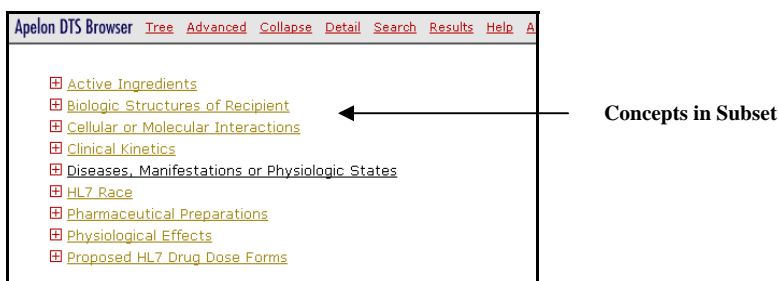 Apelon DTS Browser Tree Advanced Collapse Detail Search Results Help A
Active Ingredients
Biologic Structures of Recipient
Cellular or Molecular Interactions
Clinical Kinetics
Diseases, Manifestations or Physiologic States
HL7 Race
Pharmaceutical Preparations
Physiological Effects
Proposed HL7 Drug Dose Forms
Concepts in Subset